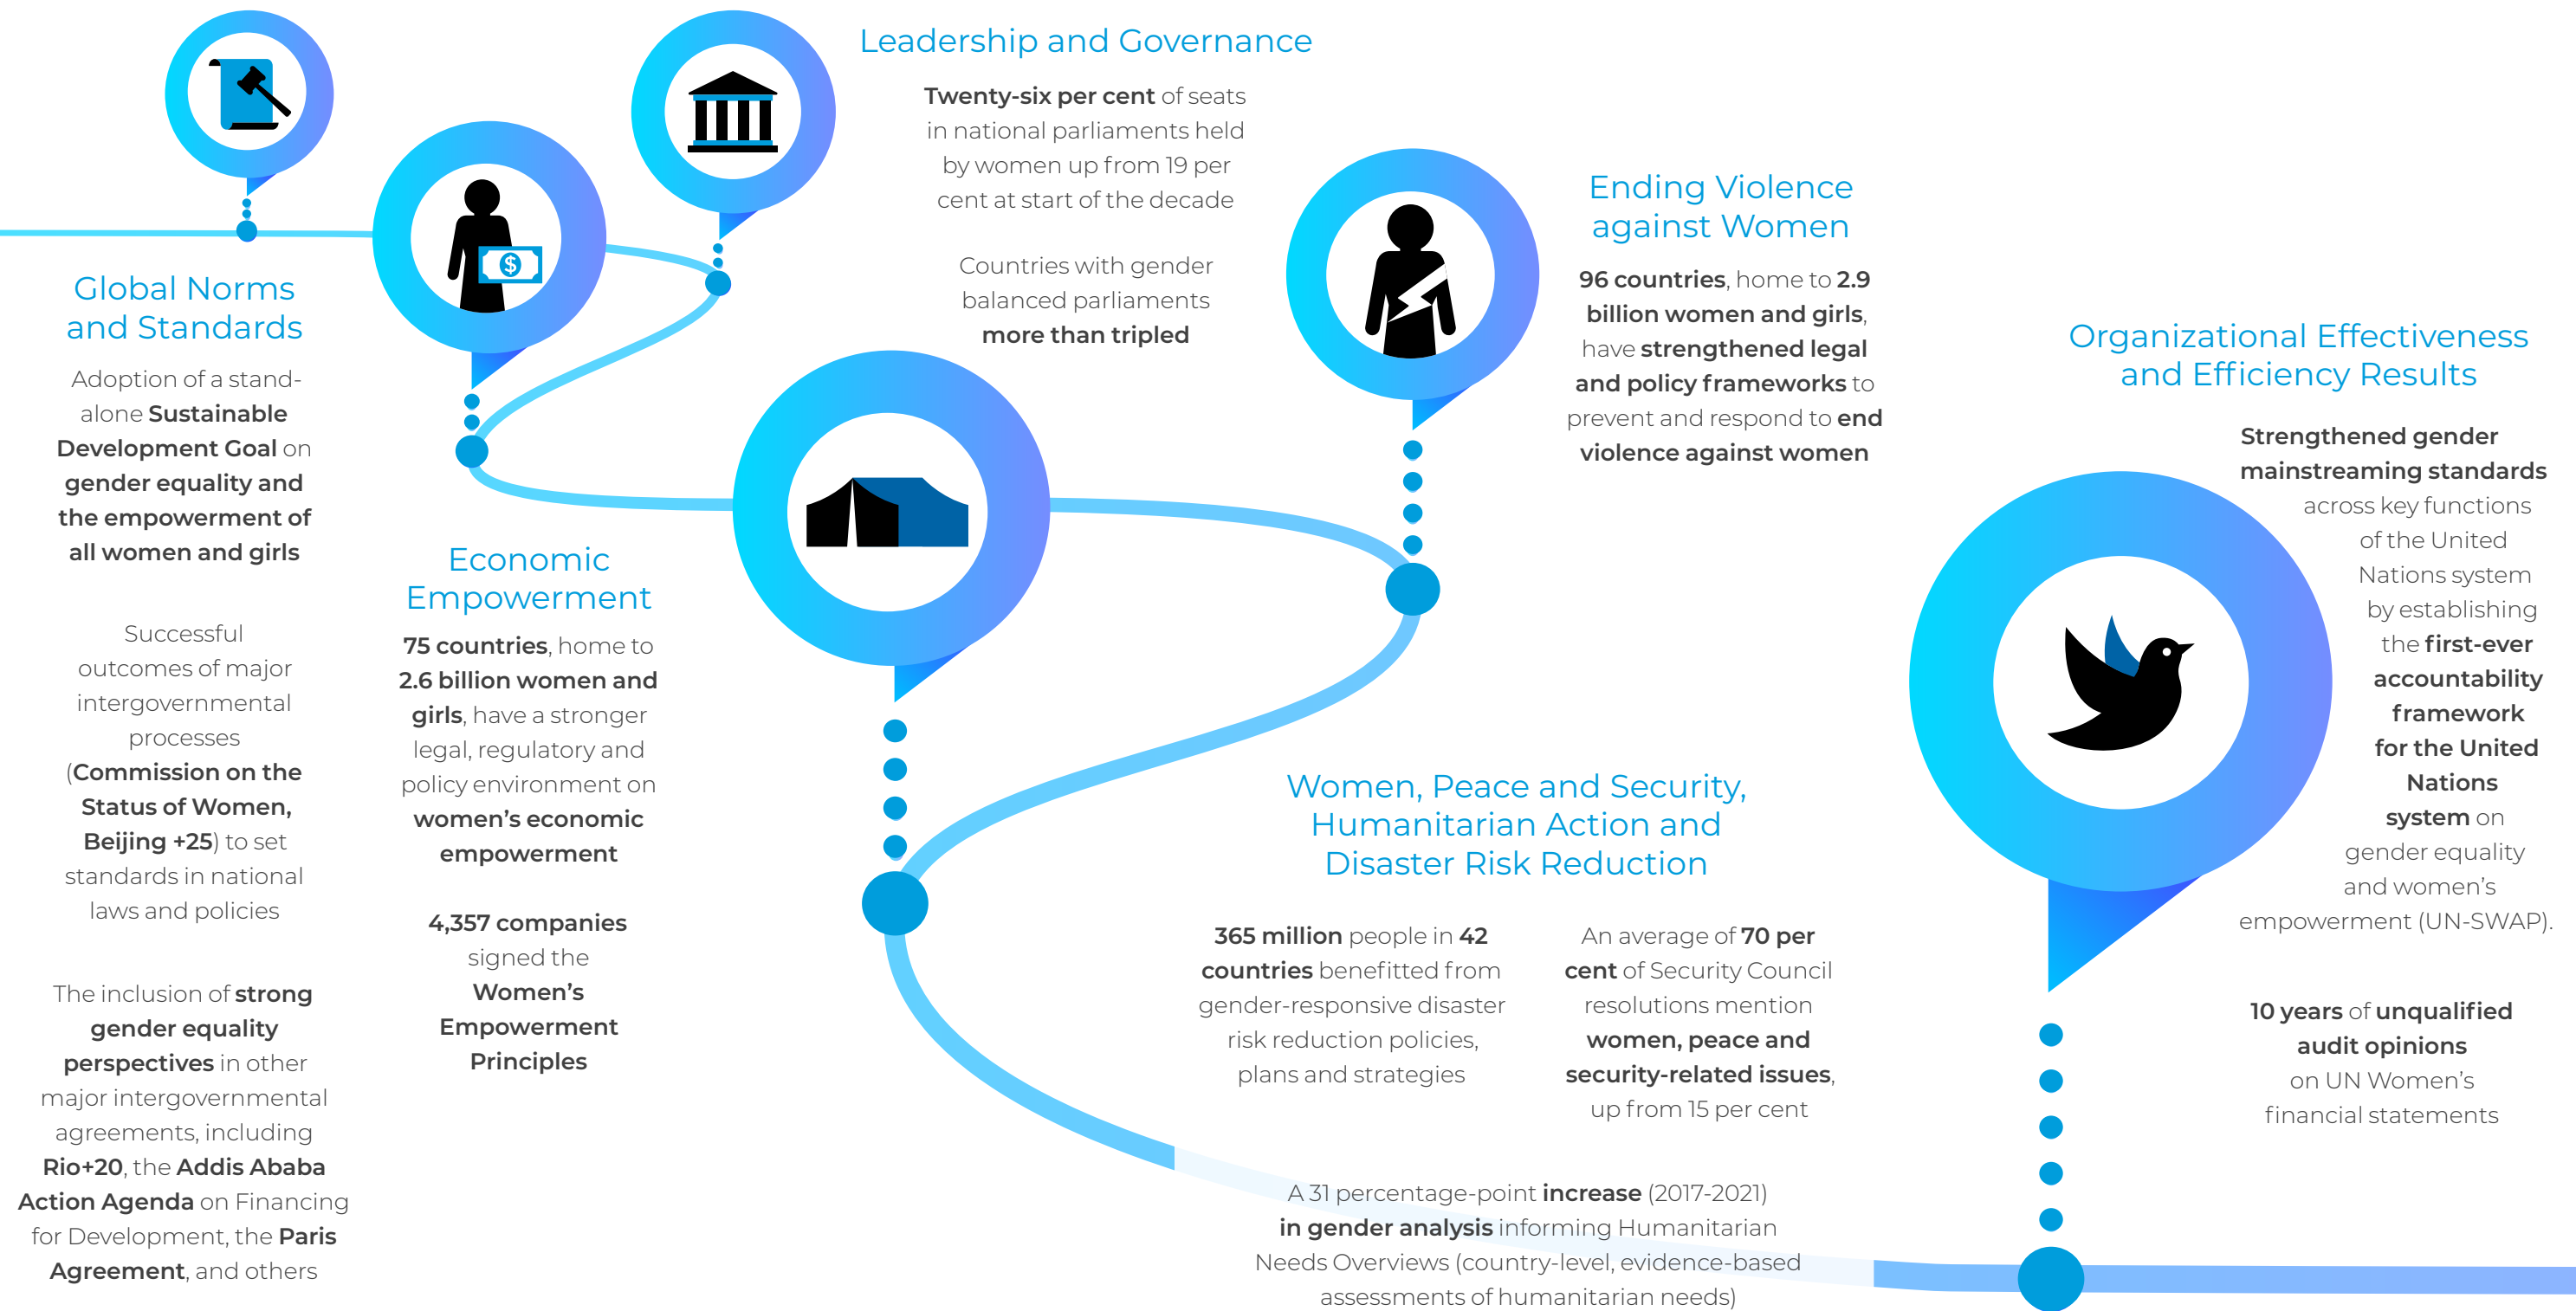 Global Norms
and Standards
Adoption of a stand-
alone Sustainable
Development Goal on
gender equality and
the empowerment of
all women and girls
Successful
outcomes of major
intergovernmental
processes
(Commission on the
Status of Women,
Beijing +25) to set
standards in national
laws and policies
The inclusion of strong
gender equality
perspectives in other
major intergovernmental
agreements, including
Rio+20, the Addis Ababa
Action Agenda on Financing
for Development, the Paris
Agreement, and others
Economic
Empowerment
75 countries, home to
2.6 billion women and
girls, have a stronger
legal, regulatory and
policy environment on
women's economic
empowerment
4,357 companies
signed the
Women's
Empowerment
Principles
$
Leadership and Governance
Twenty-six per cent of seats
in national parliaments held
by women up from 19 per
cent at start of the decade
Countries with gender
balanced parliaments
more than tripled
Ending Violence
against Women
96 countries, home to 2.9
billion women and girls,
have strengthened legal
and policy frameworks to
prevent and respond to end
violence against women
Women, Peace and Security,
Humanitarian Action and
Disaster Risk Reduction
365 million people in 42
countries benefitted from
gender-responsive disaster
risk reduction policies,
plans and strategies
An average of 70 per
cent of Security Council
resolutions mention
women, peace and
security-related issues,
up from 15 per cent
A 31 percentage-point increase (2017-2021)
in gender analysis informing Humanitarian
Needs Overviews (country-level, evidence-based
assessments of humanitarian needs)
Organizational Effectiveness
and Efficiency Results
Strengthened gender
mainstreaming standards
across key functions
of the United
Nations system
by establishing
the first-ever
accountability
framework
for the United
Nations
system on
gender equality
and women's
empowerment (UN-SWAP).
10 years of unqualified
audit opinions
on UN Women's
financial statements